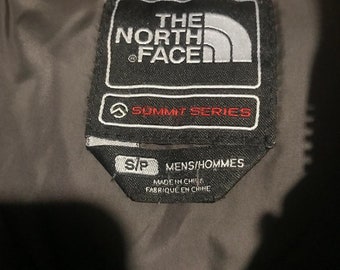 THE
NORTH
FACE
®
SUMMIT SERIES
S/P MENS/HOMMES
MADE IN CHINA
FABRIQUÉ EN CHINE